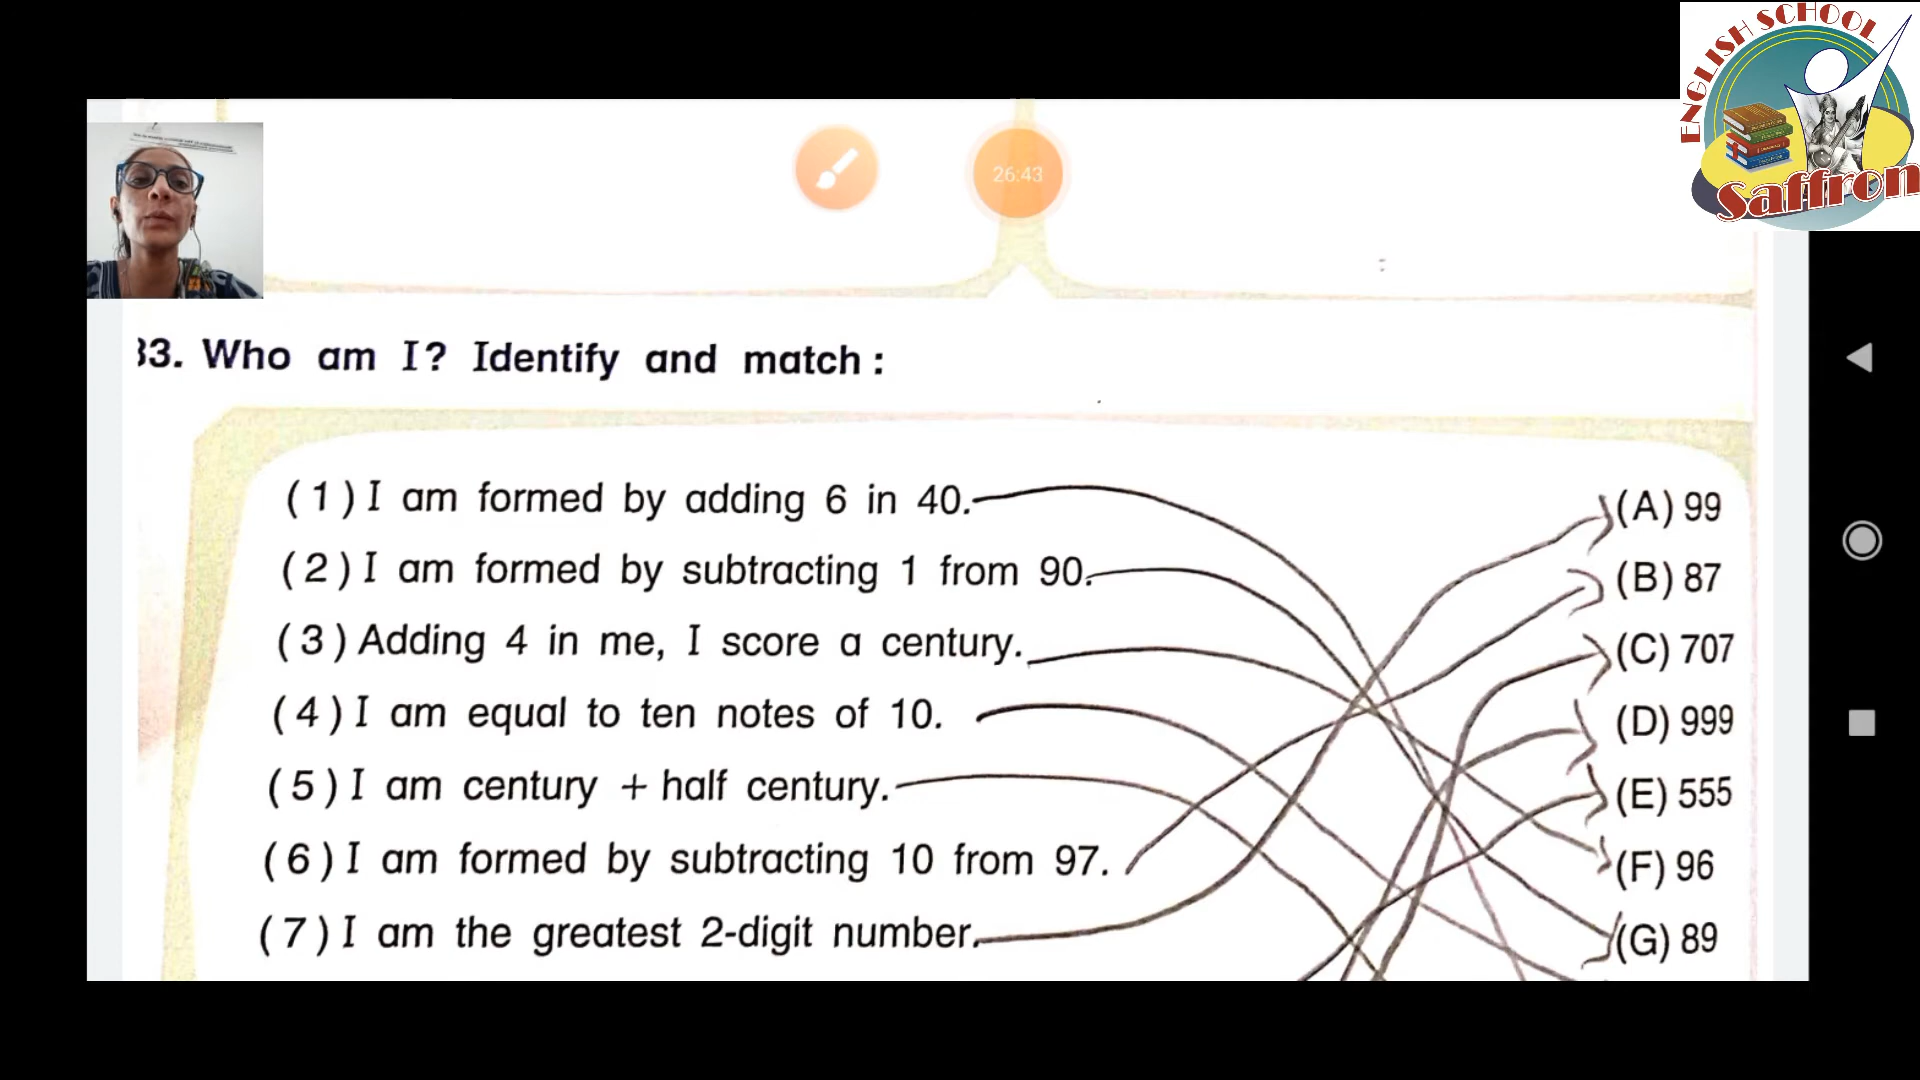 ENGLISH SCHOOL
Saffron
26:43
33. Who am I? Identify and match :
(1) I am formed by adding 6 in 40.
(A) 99
(2) I am formed by subtracting 1 from 90.
(B) 87
(3) Adding 4 in me, I score a century.
(C) 707
(4) I am equal to ten notes of 10.
(D) 999
(5) I am century + half century.
(E) 555
(6) I am formed by subtracting 10 from 97.
(F) 96
(7) I am the greatest 2-digit number.
(G) 89